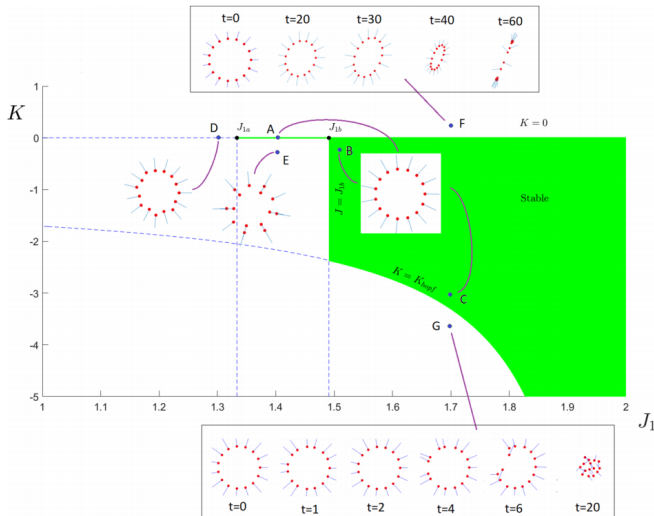 t=0 t=20 t=30 t=40 t=60
K
1
0
-1
-2
-3
-4
-5
D J1a A J1b F K = 0
E B
J = J1b
Stable
K = Khopf
C
G
1 1.1 1.2 1.3 1.4 1.5 1.6 1.7 1.8 1.9 2
J1
t=0 t=1 t=2 t=4 t=6 t=20